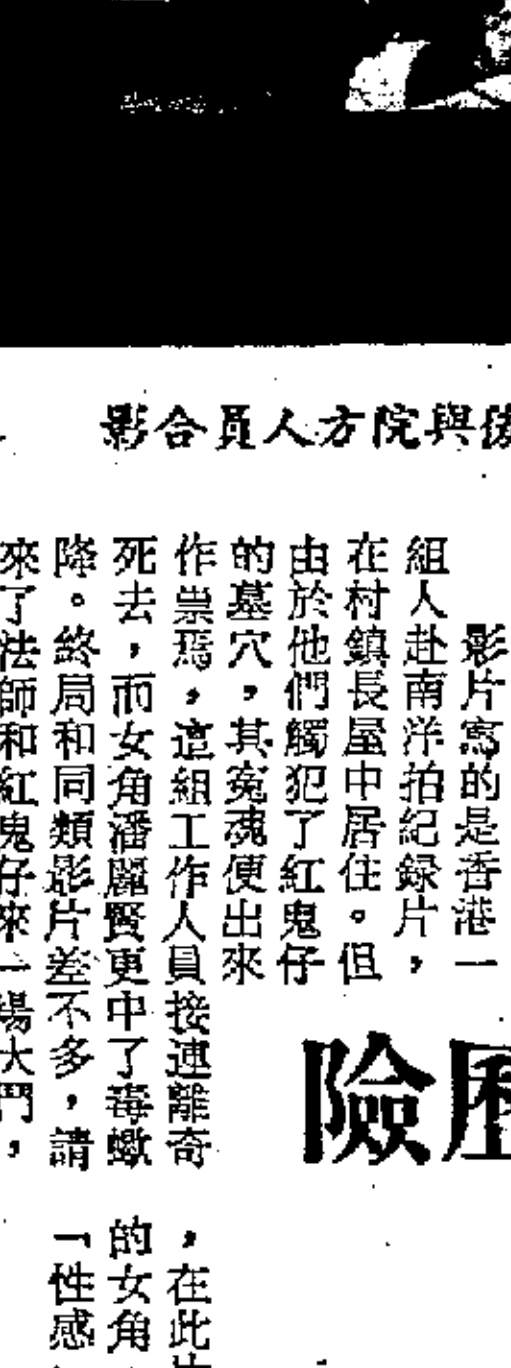 影合員人方院與
險歷
影片寫的是香港一
組人赴南洋拍紀録片，
在村鎮長屋中居住。但
由於他們觸犯了紅鬼仔
的墓穴，其冤魂便出來
作祟焉，這組工作人員接連離奇
死去，而女角潘麗賢更中了毒蠍
降。終局和同類影片差不多，請
來了法師和紅鬼仔來一場大鬥，
，在此
的女角
「性感